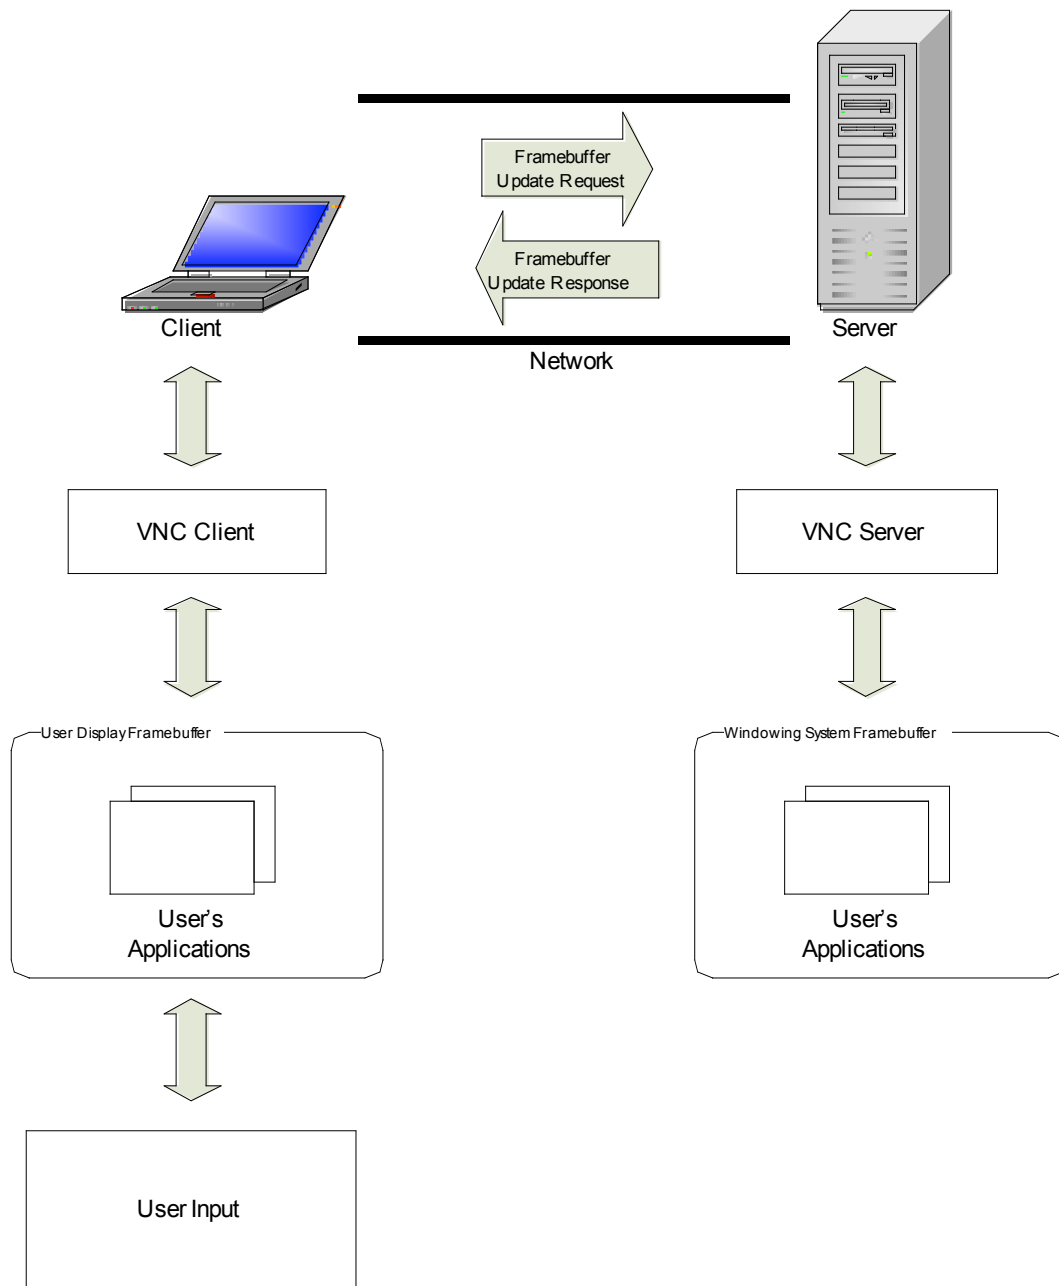 Framebuffer
Update Request
Framebuffer
Update Response
Client
Server
Network
VNC Client
VNC Server
User Display Framebuffer
Windowing System Framebuffer
User's
Applications
User's
Applications
User Input